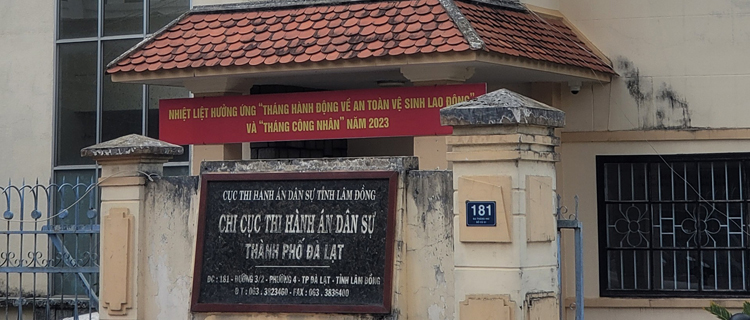 NHIỆT LIỆT HƯỞNG ỨNG "THÁNG HÀNH ĐỘNG VỀ AN TOÀN VỆ SINH LAO ĐỘNG"
VÀ "THÁNG CÔNG NHÂN" NĂM 2023
CỤC THI HÀNH ÁN DÂN SỰ TỈNH LÂM ĐỒNG
CHI CỤC THI HÀNH ÁN DÂN SỰ
THÀNH PHỐ ĐÀ LẠT
ĐC : 181 - ĐƯỜNG 3/2 - PHƯỜNG 4 - TP ĐÀ LẠT - TỈNH LÂM ĐỒNG
ĐT : 063 . 3823460 - FAX : 063 . 3836400
181